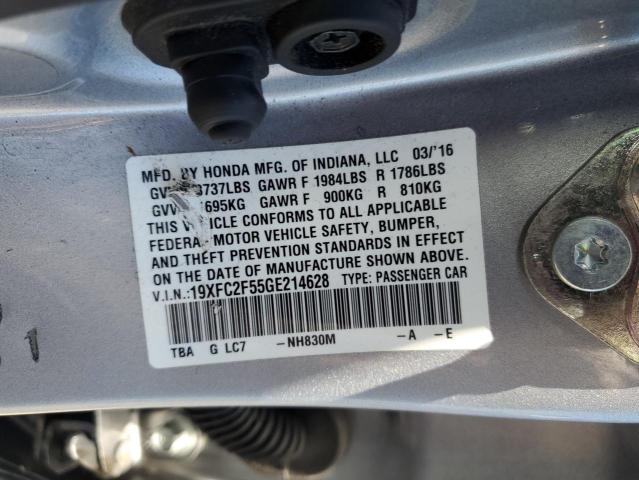 MFD. BY HONDA MFG. OF INDIANA, LLC 03/'16
3737LBS GAWR F 1984LBS R 1786LBS
695KG GAWR F 900KG R 810KG
THIS VEHICLE CONFORMS TO ALL APPLICABLE
FEDERAL MOTOR VEHICLE SAFETY, BUMPER,
AND THEFT PREVENTION STANDARDS IN EFFECT
ON THE DATE OF MANUFACTURE SHOWN ABOVE.
V.I.N.:19XFC2F55GE214628 TYPE: PASSENGER CAR
TBA G LC7 -NH830M -A -E